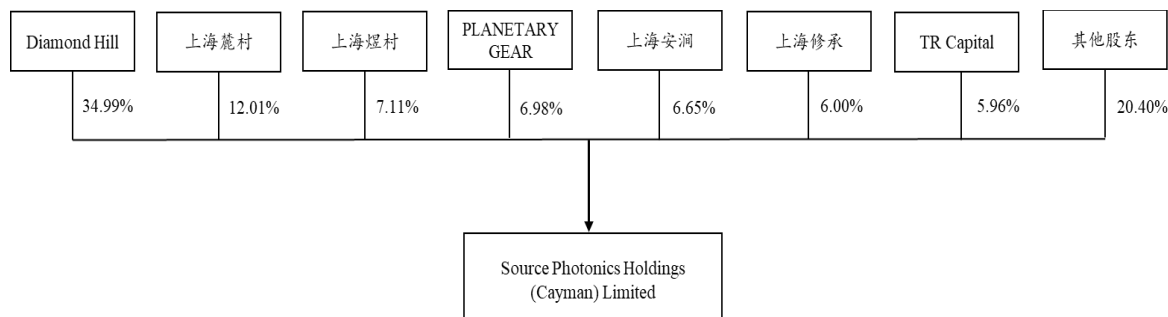 Diamond Hill
上海麓村
上海煜村
PLANETARY
GEAR
上海安涧
上海修承
TR Capital
其他股东
34.99%
12.01%
7.11%
6.98%
6.65%
6.00%
5.96%
20.40%
Source Photonics Holdings
(Cayman) Limited